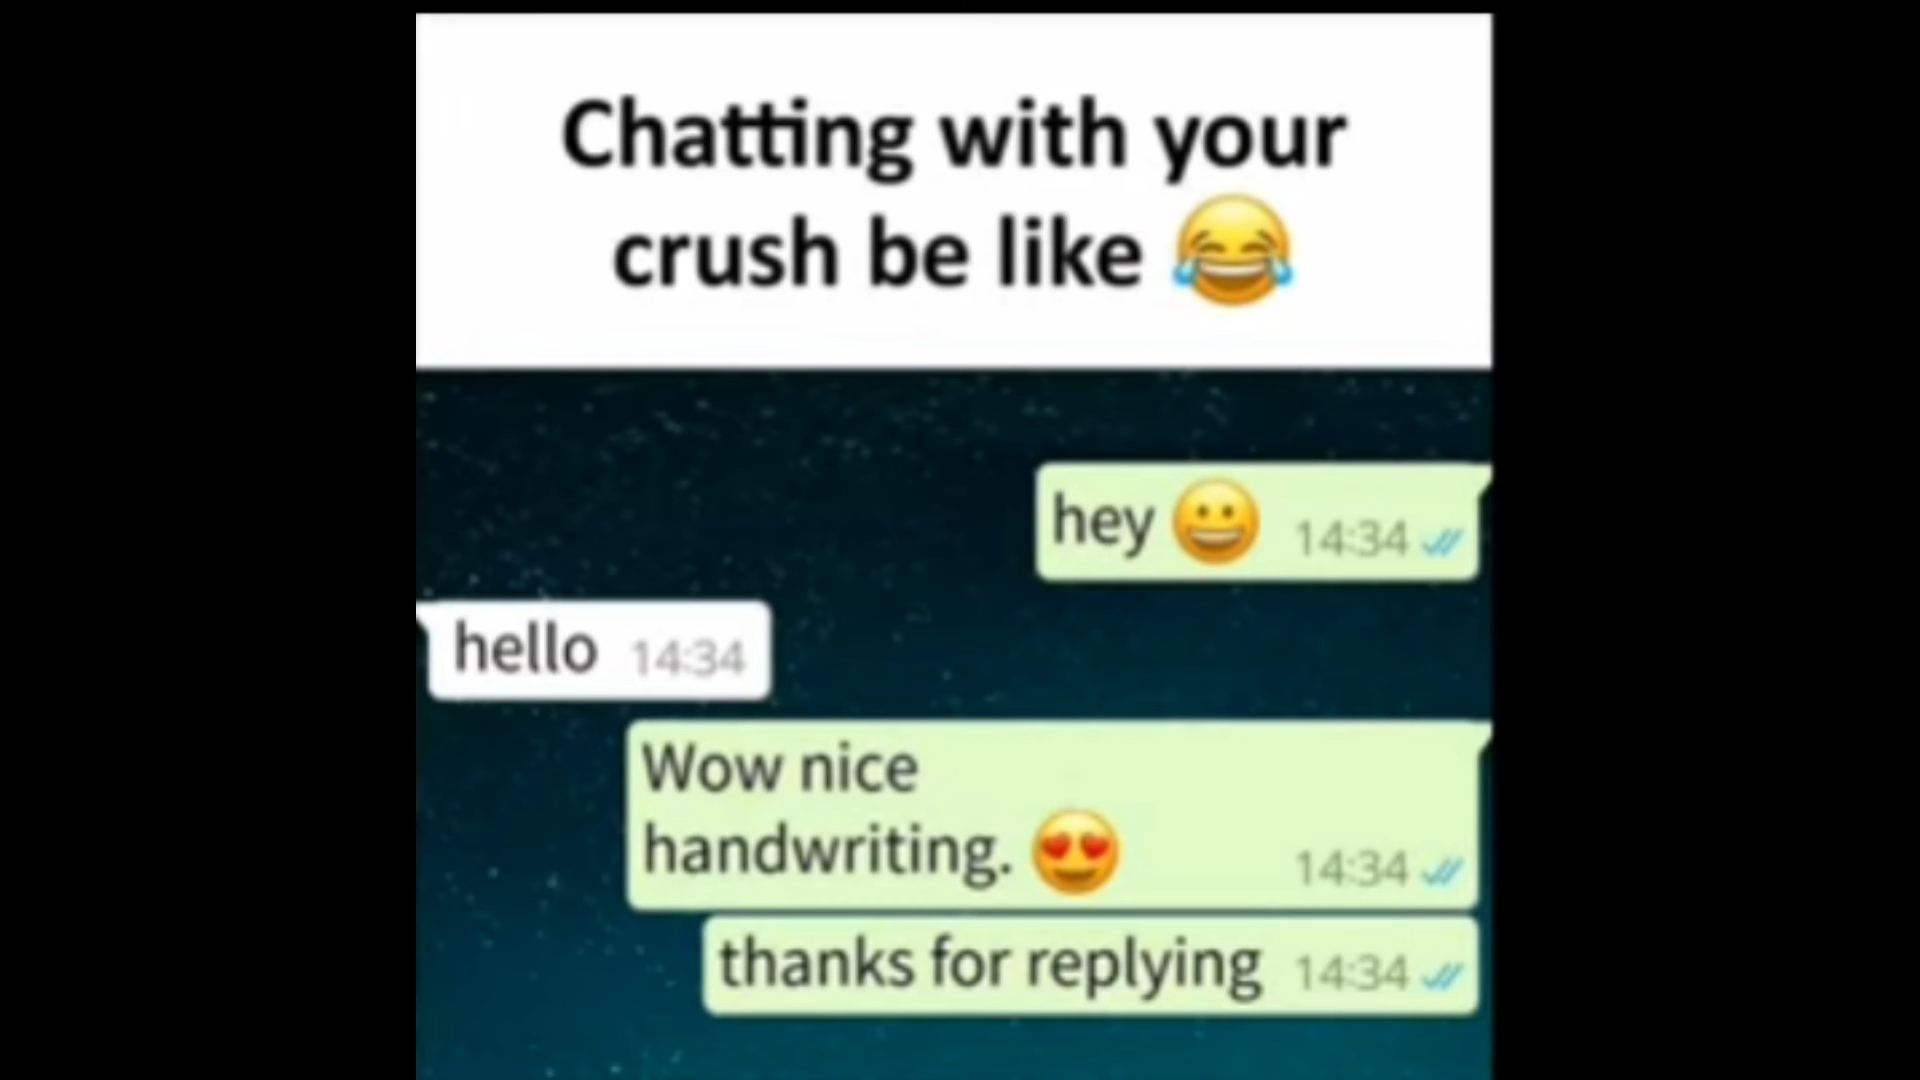 Chatting with your
crush be like 😂
hey 😀 14:34
hello 14:34
Wow nice
handwriting. 😍 14:34
thanks for replying 14:34